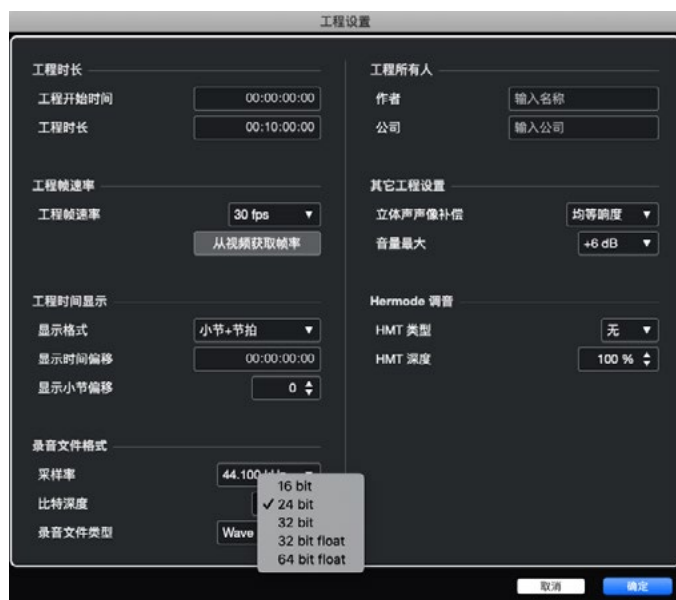 工程设置
工程时长
工程开始时间 00:00:00:00
工程时长 00:10:00:00
工程帧速率
工程帧速率 30 fps
从视频获取帧率
工程时间显示
显示格式 小节+节拍
显示时间偏移 00:00:00:00
显示小节偏移 0
录音文件格式
采样率 44.100
比特深度
录音文件类型 Wave
16 bit
✓ 24 bit
32 bit
32 bit float
64 bit float
工程所有人
作者 输入名称
公司 输入公司
其它工程设置
立体声声像补偿 均等响度
音量最大 +6 dB
Hermode 调音
HMT 类型 无
HMT 深度 100 %
取消 确定